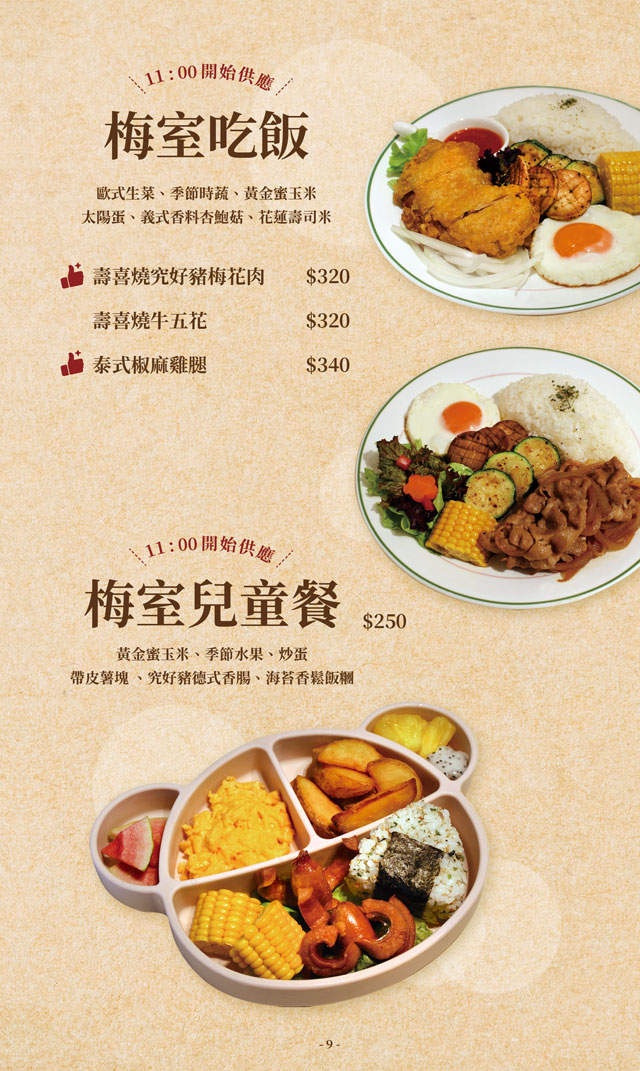 11:00開始供應
梅室吃飯
歐式生菜、季節時蔬、黃金蜜玉米
太陽蛋、義式香料杏鮑菇、花蓮壽司米
壽喜燒究好豬梅花肉 $320
壽喜燒牛五花 $320
泰式椒麻雞腿 $340
11:00開始供應
梅室兒童餐 $250
黃金蜜玉米、季節水果、炒蛋
帶皮薯塊、究好豬德式香腸、海苔香鬆飯糰
-9-